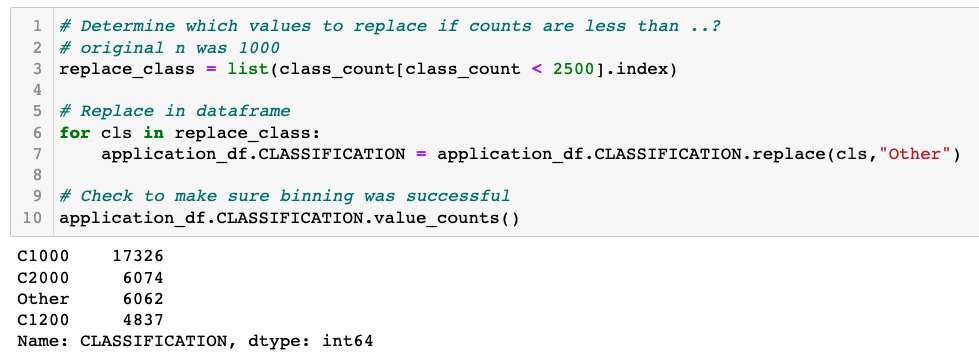 1 # Determine which values to replace if counts are less than ..?
2 # original n was 1000
3 replace_class = list(class_count[class_count < 2500].index)
4
5 # Replace in dataframe
6 for cls in replace_class:
7     application_df.CLASSIFICATION = application_df.CLASSIFICATION.replace(cls,"Other")
8
9 # Check to make sure binning was successful
10 application_df.CLASSIFICATION.value_counts()
C1000    17326
C2000     6074
Other     6062
C1200     4837
Name: CLASSIFICATION, dtype: int64